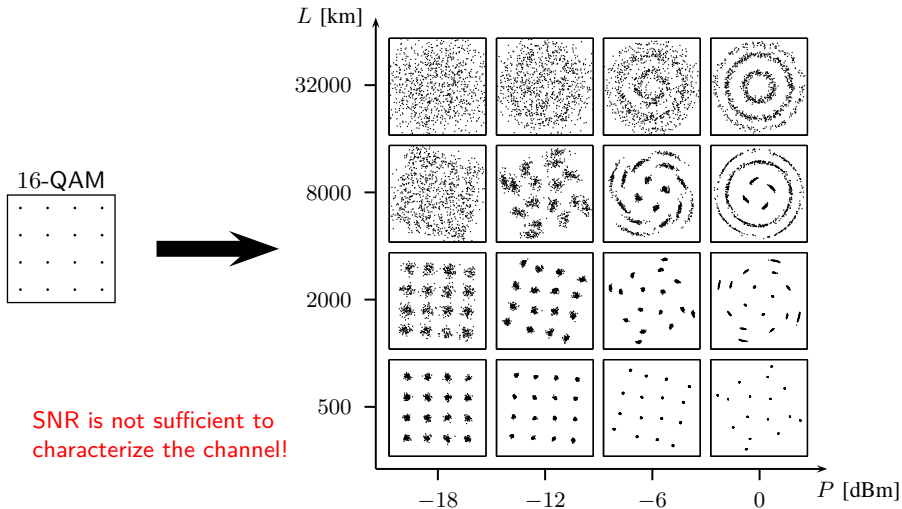 L [km]
32000
8000
2000
500
16-QAM
SNR is not sufficient to
characterize the channel!
−18
−12
−6
0
P [dBm]